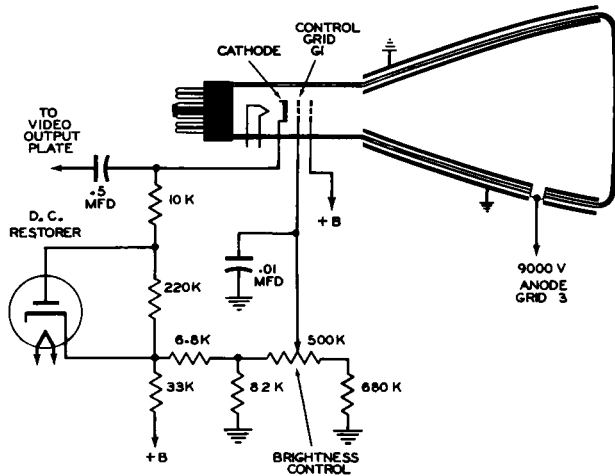 CONTROL
GRID
G1
CATHODE
TO
VIDEO
OUTPUT
PLATE
.5
MFD
10 K
+B
D. C.
RESTORER
.01
MFD
9000 V
ANODE
GRID 3
220K
6.8K
500K
33K
82 K
680 K
+B
BRIGHTNESS
CONTROL